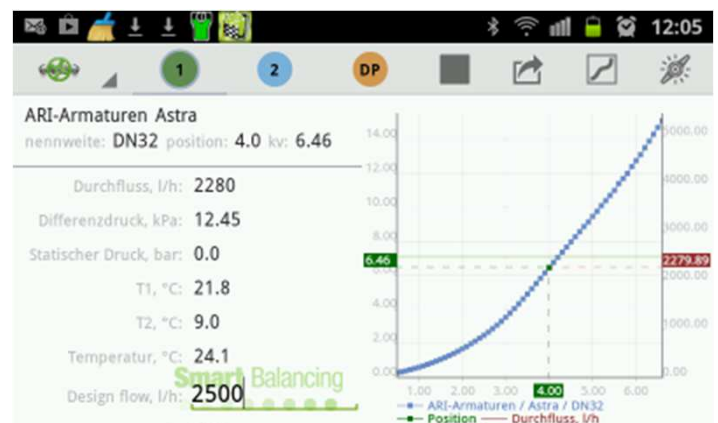 12:05
1 2 DP
ARI-Armaturen Astra
nennweite: DN32 position: 4.0 kv: 6.46
Durchfluss, l/h: 2280
Differenzdruck, kPa: 12.45
Statischer Druck, bar: 0.0
T1, °C: 21.8
T2, °C: 9.0
Temperatur, °C: 24.1
Smart Balancing
Design flow, l/h: 2500
14.00
12.00
10.00
8.00
6.46
4.00
2.00
0.00
5000.00
4000.00
3000.00
2279.89
2000.00
1000.00
0.00
1.00 2.00 3.00 4.00 5.00 6.00
ARI-Armaturen / Astra / DN32
Position Durchfluss, l/h